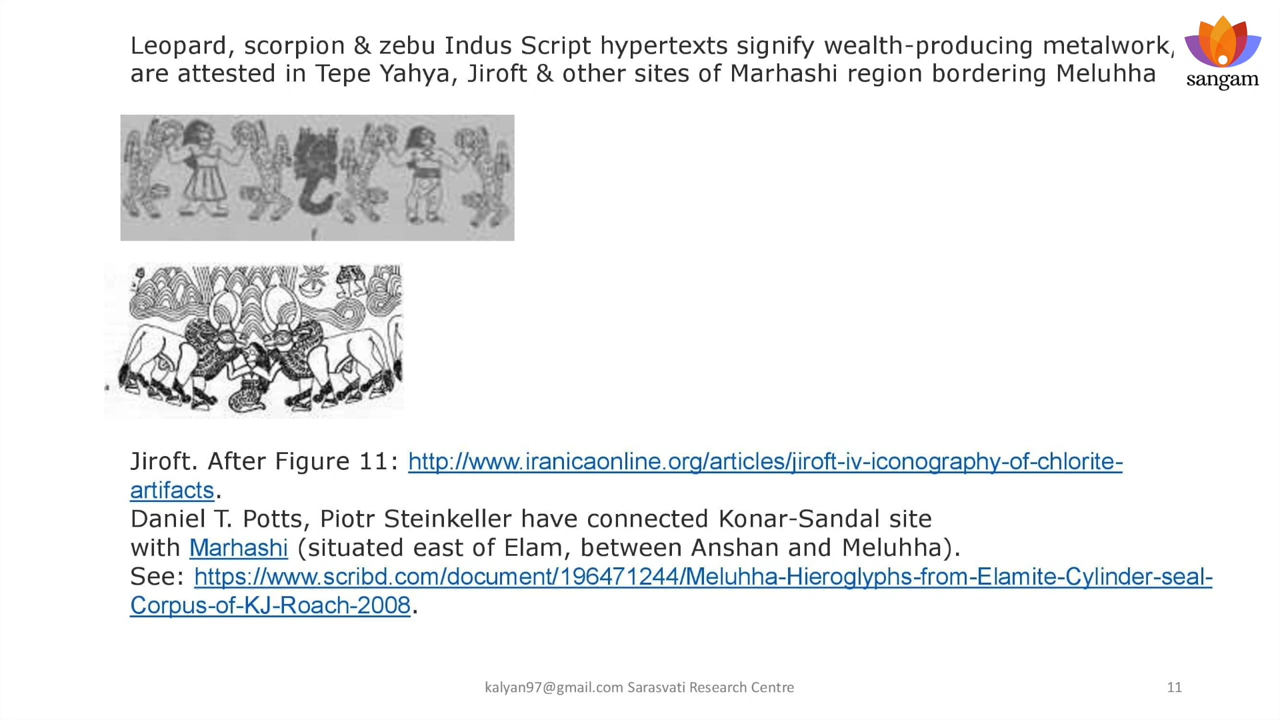 Leopard, scorpion & zebu Indus Script hypertexts signify wealth-producing metalwork,
are attested in Tepe Yahya, Jiroft & other sites of Marhashi region bordering Meluhha
sangam
Jiroft. After Figure 11: http://www.iranicaonline.org/articles/jiroft-iv-iconography-of-chlorite-
artifacts.
Daniel T. Potts, Piotr Steinkeller have connected Konar-Sandal site
with Marhashi (situated east of Elam, between Anshan and Meluhha).
See: https://www.scribd.com/document/196471244/Meluhha-Hieroglyphs-from-Elamite-Cylinder-seal-
Corpus-of-KJ-Roach-2008.
kalyan97@gmail.com Sarasvati Research Centre
11